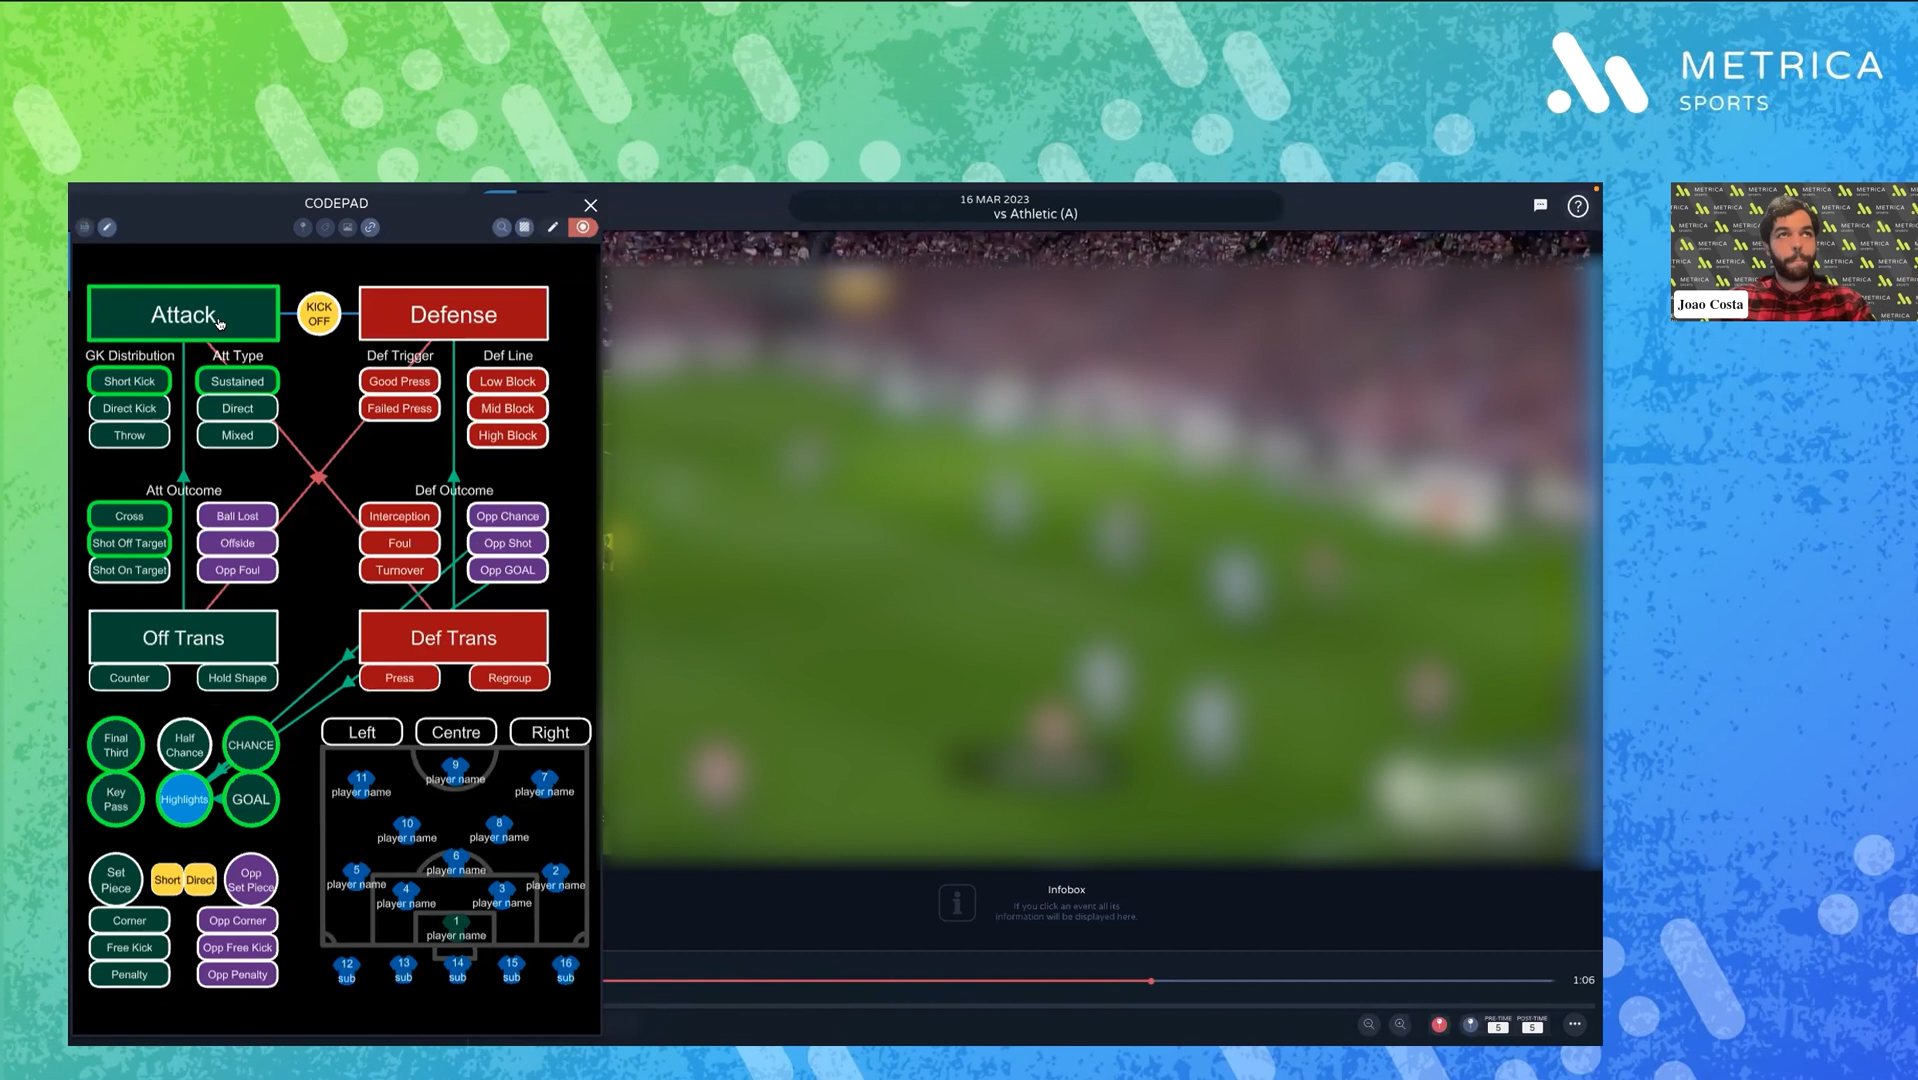 METRICA
SPORTS
CODEPAD
16 MAR 2023
vs Athletic (A)
?
Joao Costa
Attack
KICK
OFF
Defense
GK Distribution
Att Type
Def Trigger
Def Line
Short Kick
Sustained
Good Press
Low Block
Direct Kick
Direct
Failed Press
Mid Block
Throw
Mixed
High Block
Att Outcome
Def Outcome
Cross
Ball Lost
Interception
Opp Chance
Shot Off Target
Offside
Foul
Opp Shot
Shot On Target
Opp Foul
Turnover
Opp GOAL
Off Trans
Def Trans
Counter
Hold Shape
Press
Regroup
Final
Third
Half
Chance
CHANCE
Key
Pass
Highlights
GOAL
Left
Centre
Right
9
player name
11
player name
7
player name
10
player name
8
player name
6
player name
5
player name
2
player name
4
player name
3
player name
1
player name
12
sub
13
sub
14
sub
15
sub
16
sub
Set
Piece
Short
Direct
Opp
Set Piece
Corner
Opp Corner
Free Kick
Opp Free Kick
Penalty
Opp Penalty
Infobox
If you click an event all its
information will be displayed here.
1:06
PRE-TIME
5
POST-TIME
5